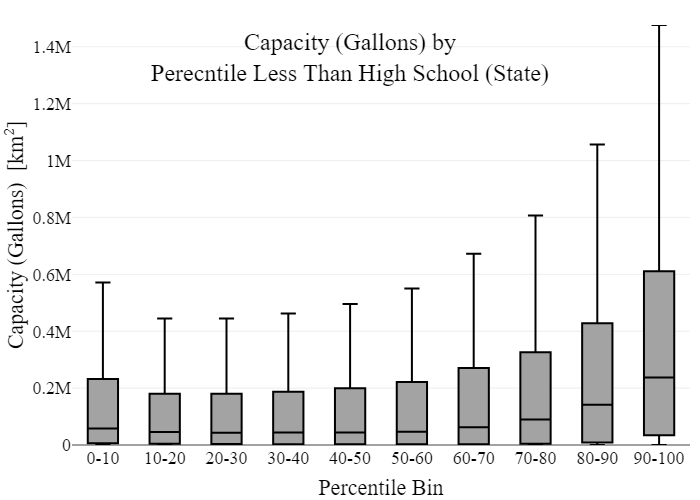 Capacity (Gallons) by
Perecntile Less Than High School (State)
Capacity (Gallons) [km²]
1.4M
1.2M
1M
0.8M
0.6M
0.4M
0.2M
0
0-10 10-20 20-30 30-40 40-50 50-60 60-70 70-80 80-90 90-100
Percentile Bin